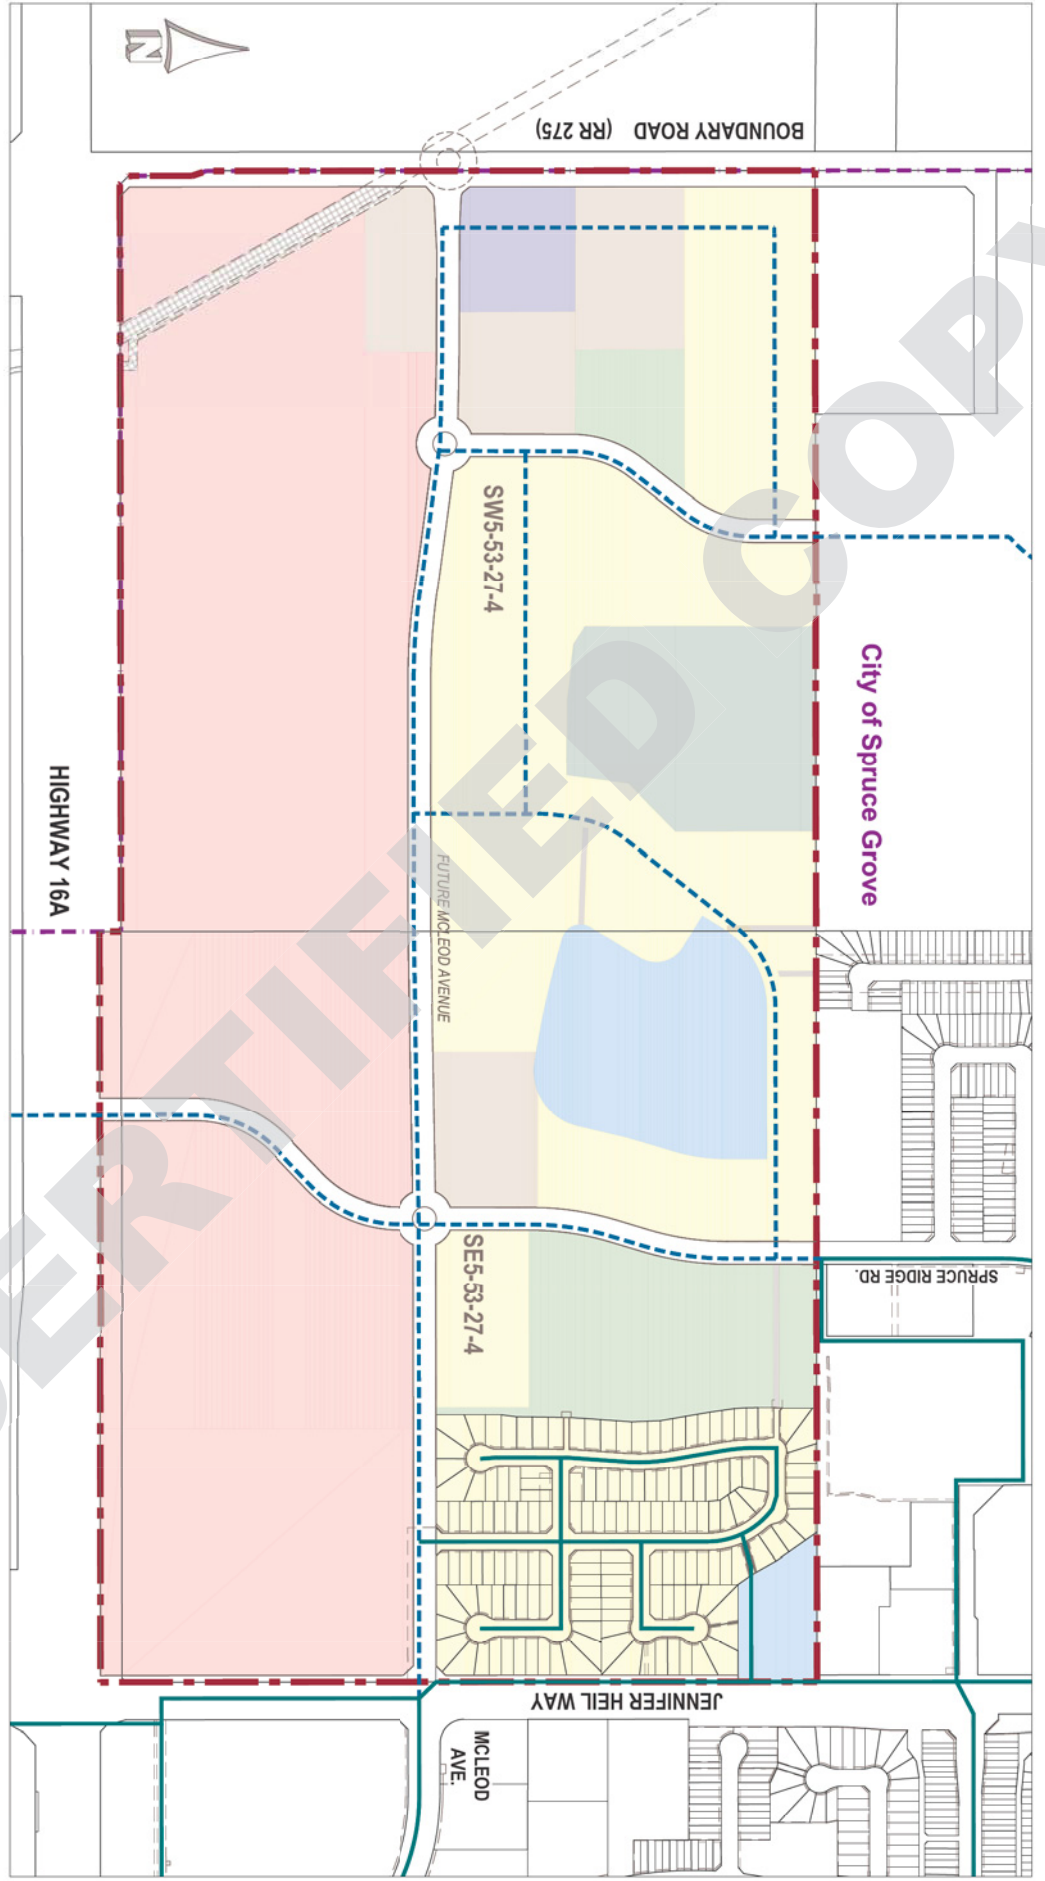 N
BOUNDARY ROAD (RR 275)
SW5-53-27-4
City of Spruce Grove
HIGHWAY 16A
FUTURE MCLEOD AVENUE
SE5-53-27-4
SPRUCE RIDGE RD.
JENNIFER HEIL WAY
MCLEOD
AVE.
CERTIFIED COPY